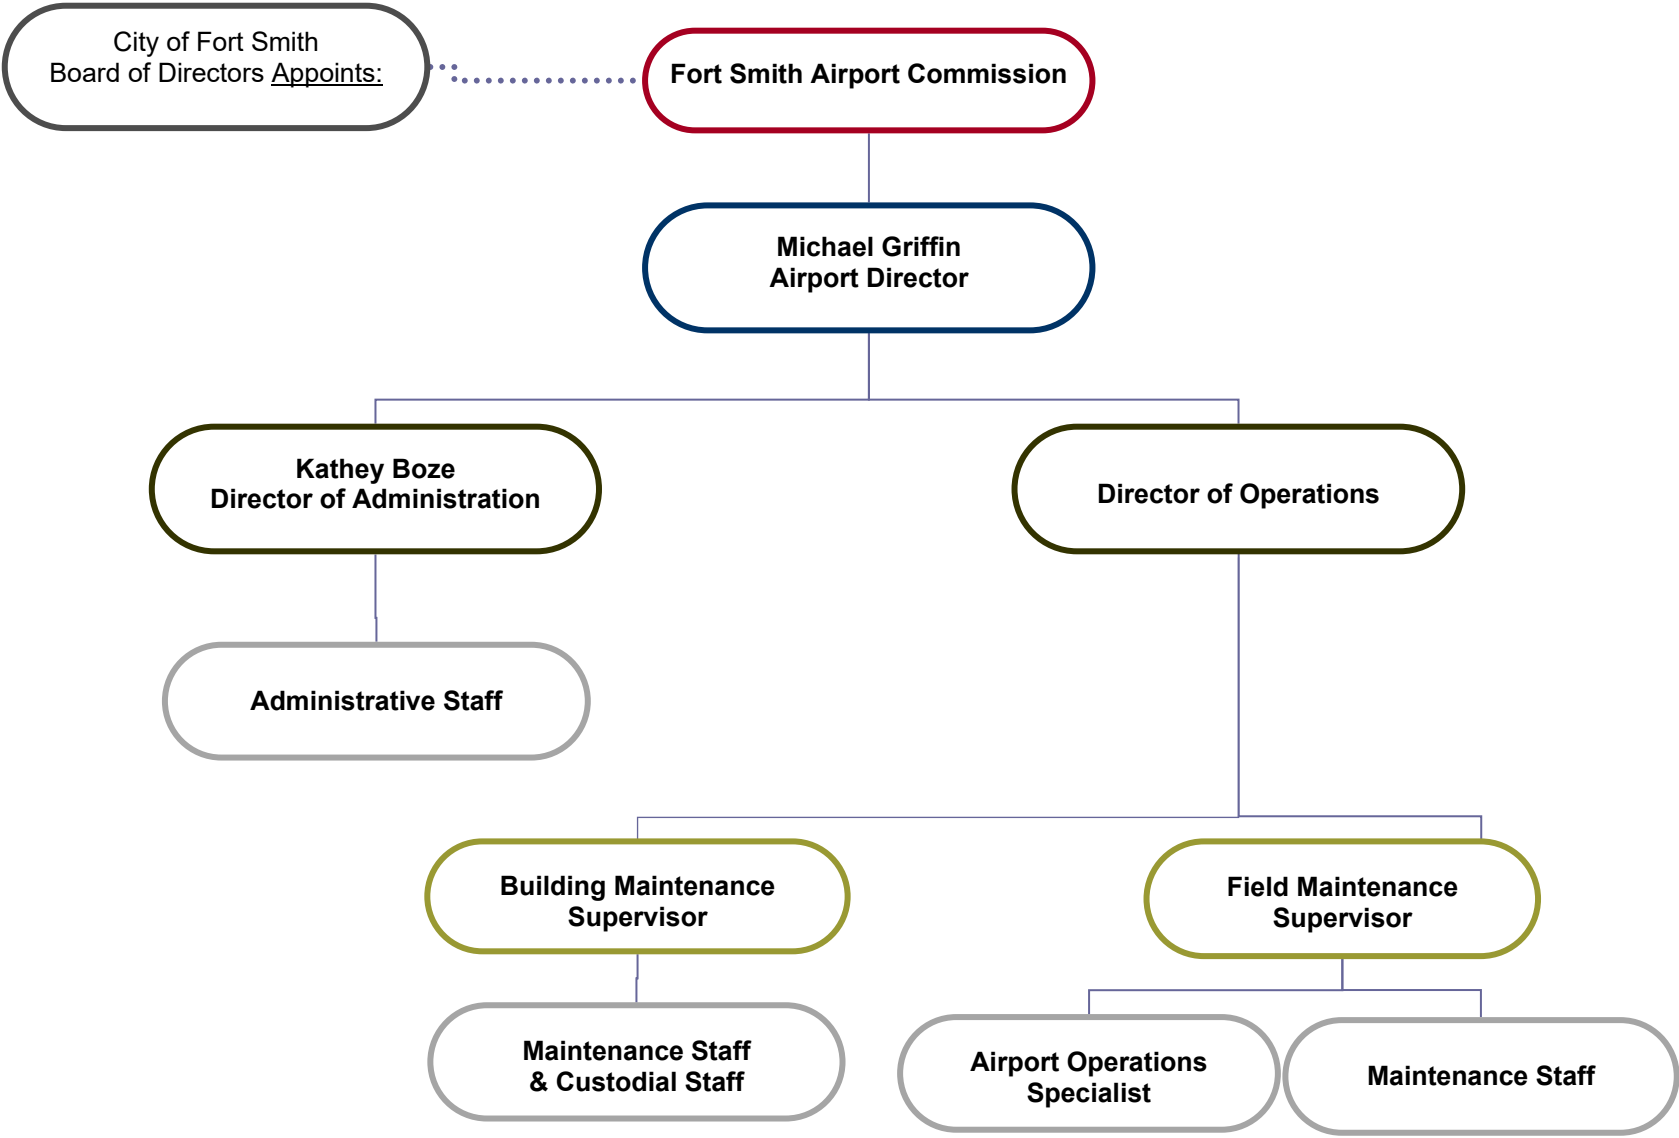 City of Fort Smith
Board of Directors Appoints:
Fort Smith Airport Commission
Michael Griffin
Airport Director
Kathey Boze
Director of Administration
Director of Operations
Administrative Staff
Building Maintenance
Supervisor
Field Maintenance
Supervisor
Maintenance Staff
& Custodial Staff
Airport Operations
Specialist
Maintenance Staff